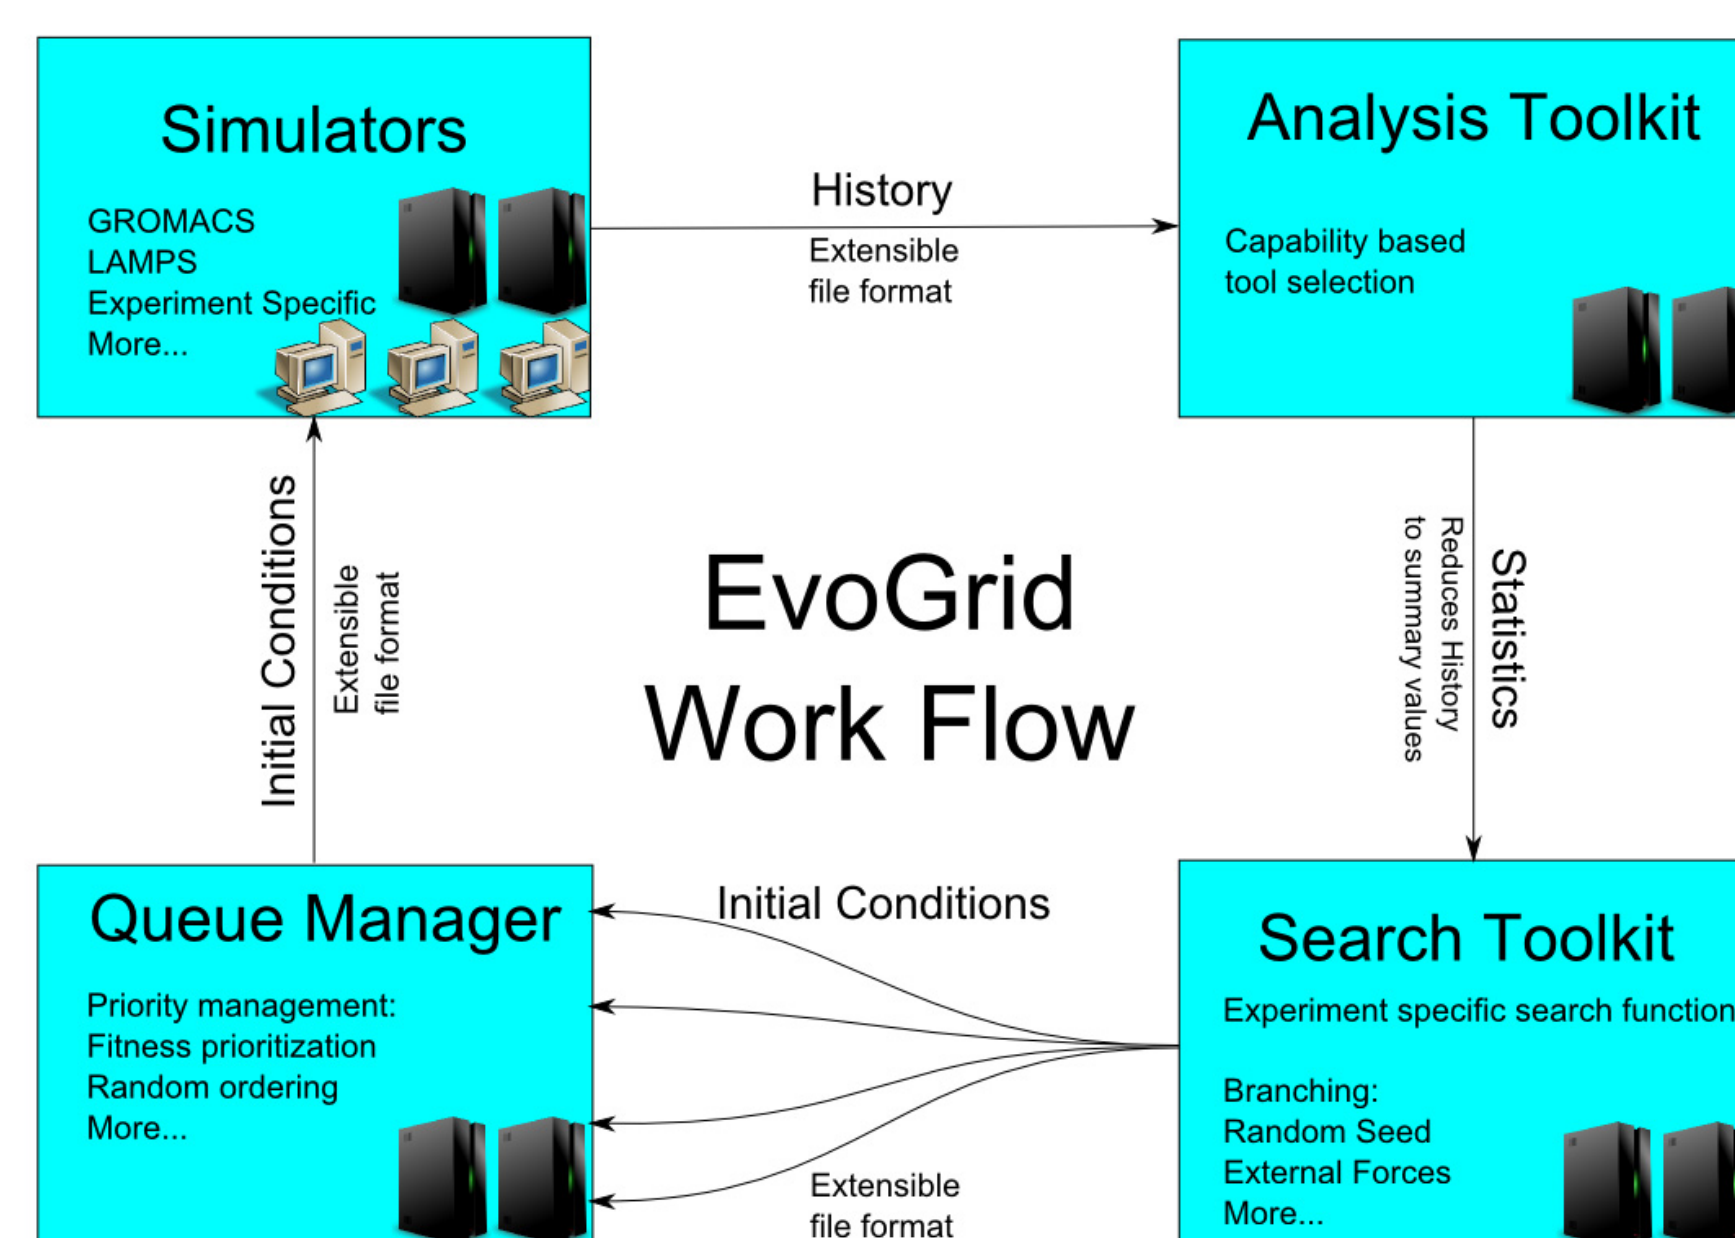 Simulators
GROMACS
LAMPS
Experiment Specific
More...
History
Extensible
file format
Analysis Toolkit
Capability based
tool selection
Initial Conditions
Extensible
file format
EvoGrid
Work Flow
Statistics
Reduces History
to summary values
Queue Manager
Priority management:
Fitness prioritization
Random ordering
More...
Initial Conditions
Extensible
file format
Search Toolkit
Experiment specific search function
Branching:
Random Seed
External Forces
More...